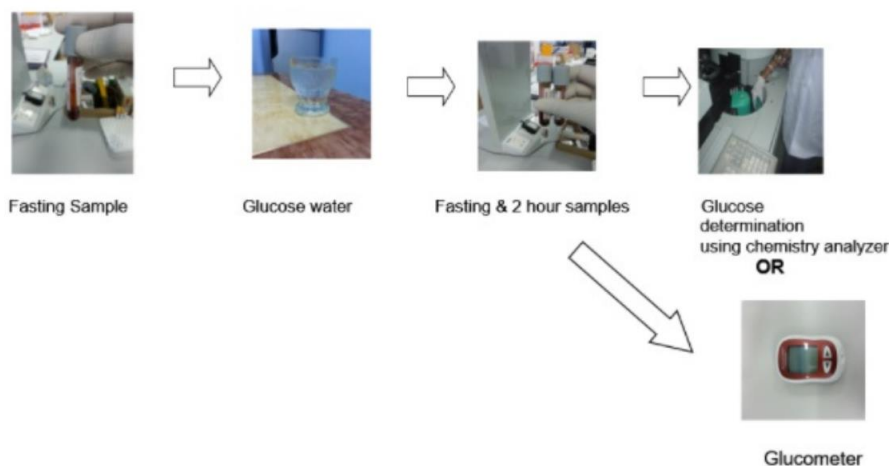 Fasting Sample
Glucose water
Fasting & 2 hour samples
Glucose
determination
using chemistry analyzer
OR
Glucometer